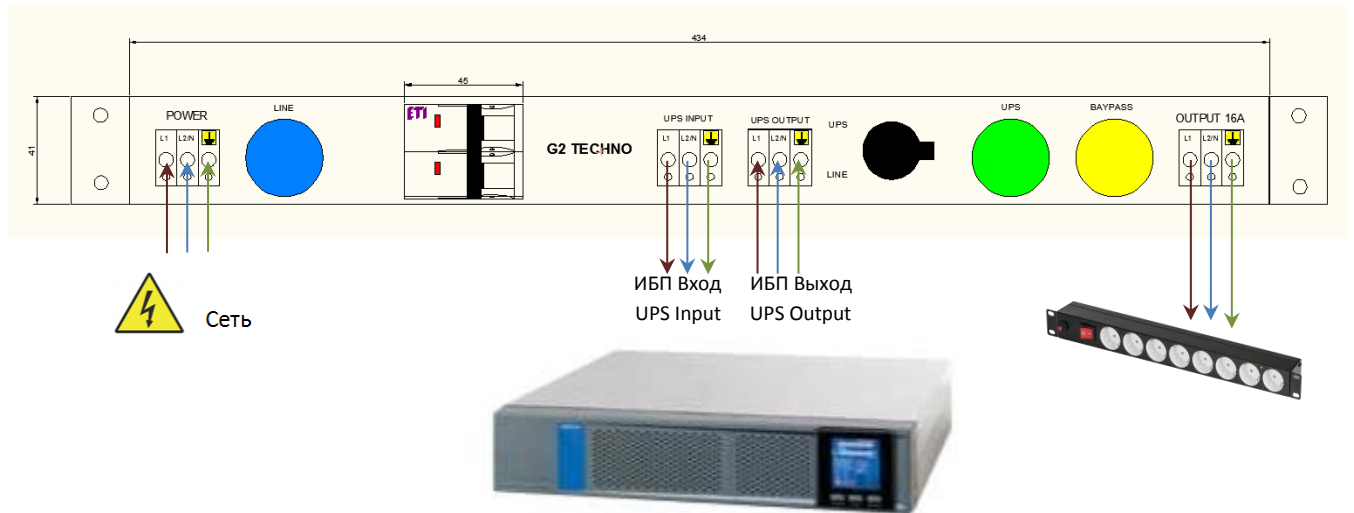 434
45
41
POWER
L1 L2/N
LINE
ETI
G2 TECHNO
UPS INPUT
L1 L2/N
UPS OUTPUT
L1 L2/N
UPS
LINE
UPS
BAYPASS
OUTPUT 16A
L1 L2/N
Сеть
ИБП Вход
UPS Input
ИБП Выход
UPS Output